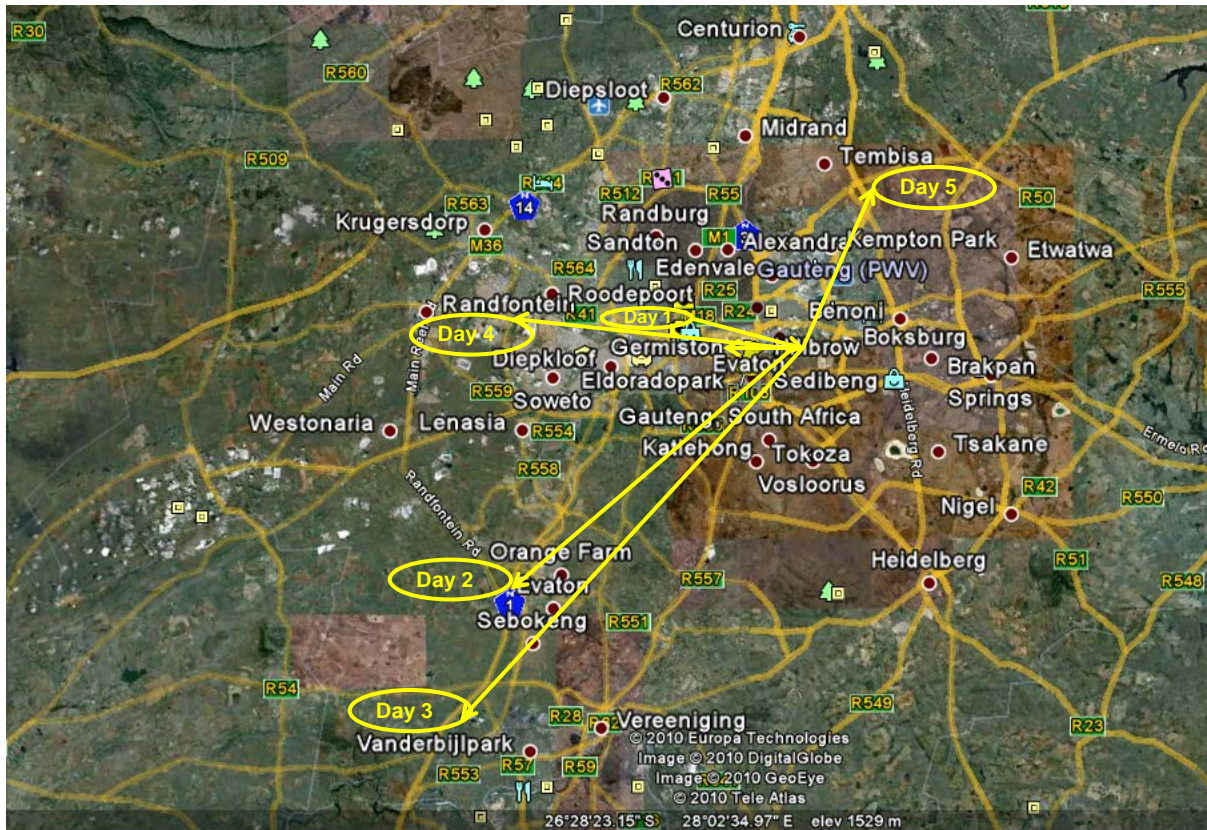 R30
Centurion
R560
Diepsloot
R562
Midrand
R509
Tembisa
Day 5
R50
R563
14
R512
R55
Krugersdorp
Randburg
M36
Sandton
M1
Alexandra
Kempton Park
Etwatwa
R564
Edenvale
Gauteng (PWV)
R555
R25
Randfontein
Roodepoort
R41
Day 1
18
R24
Benoni
Day 4
Main Reef
Germiston
Boksburg
Diepkloof
Evaton
Brakpan
Main Rd
R559
Eldoradopark
Sedibeng
Springs
Soweto
Heidelberg Rd
Gauteng, South Africa
Westonaria
Lenasia
R554
Ermelo Rd
Katlehong
Tokoza
Tsakane
R558
Vosloorus
R42
R550
Randfontein Rd
Nigel
Orange Farm
Heidelberg
R51
Day 2
R557
R548
Evaton
N
1
Sebokeng
R551
R54
R549
Day 3
R28
Vereeniging
R23
Vanderbijlpark
© 2010 Europa Technologies
Image © 2010 DigitalGlobe
R57
R59
R553
Image © 2010 GeoEye
© 2010 Tele Atlas
26°28'23.15" S 28°02'34.97" E elev 1529 m